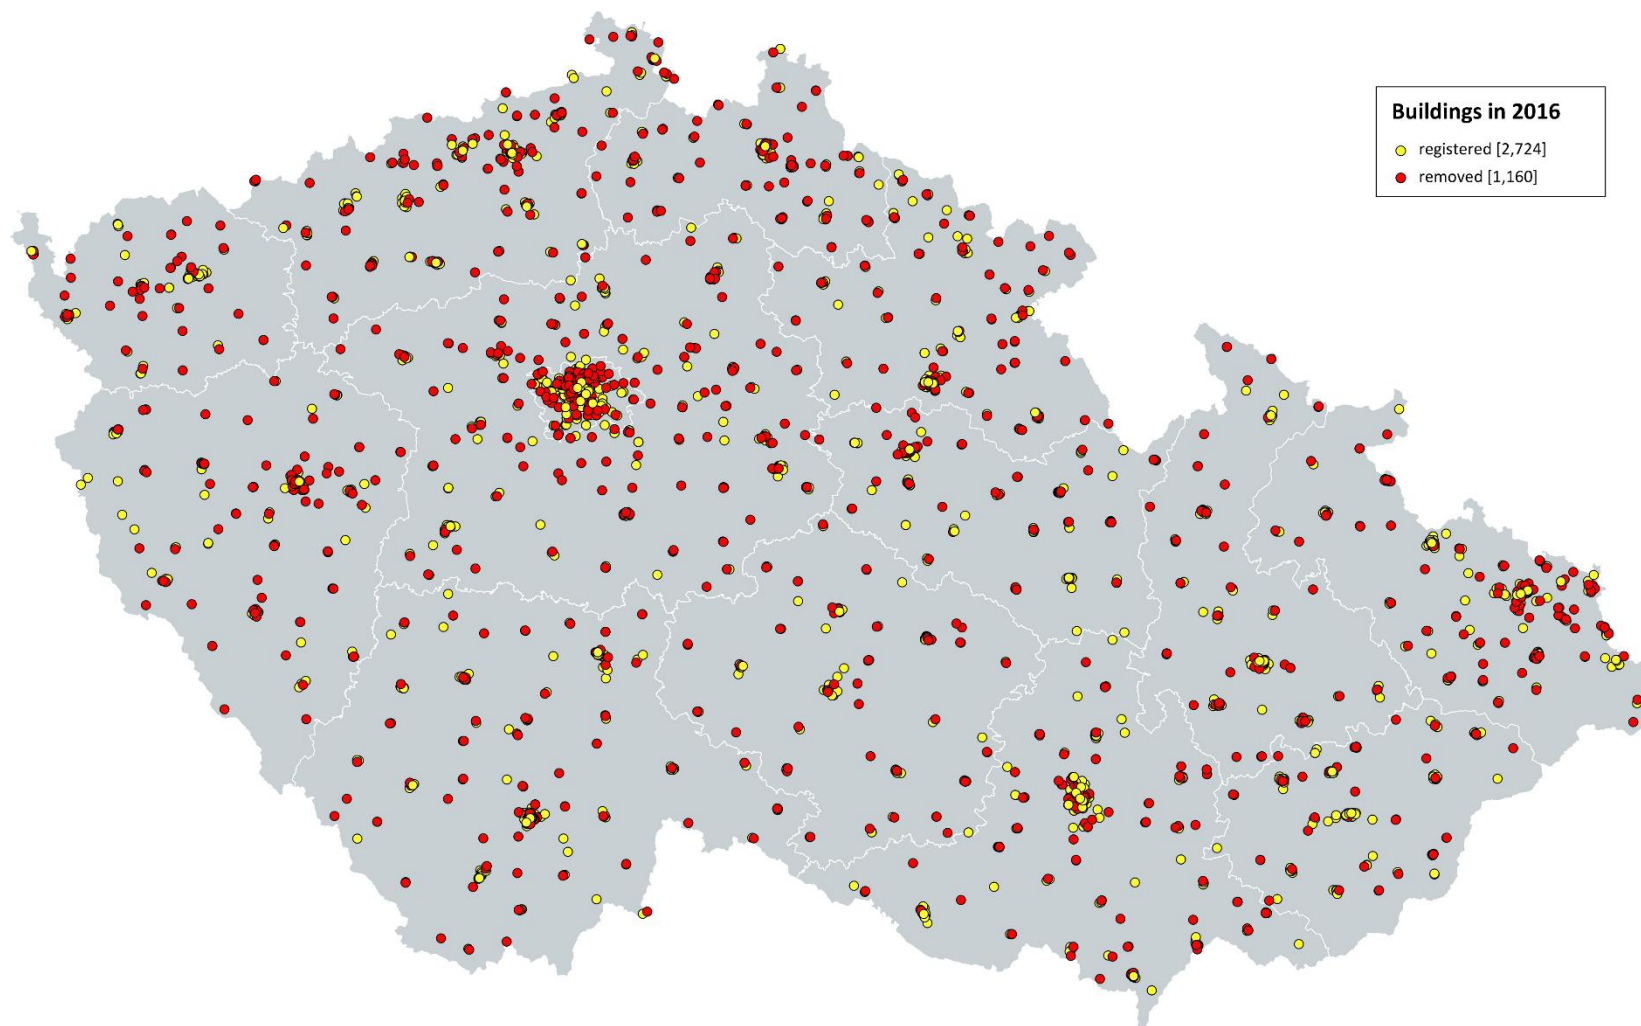 Buildings in 2016
registered [2,724]
removed [1,160]